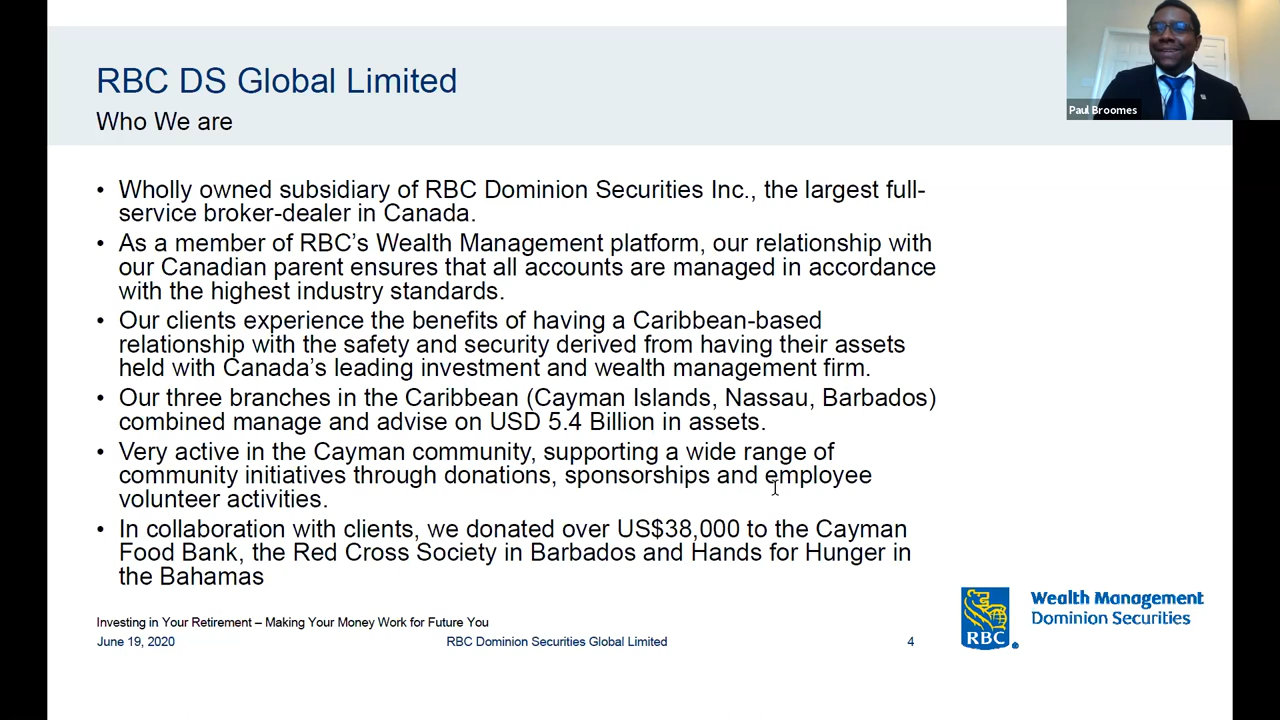 RBC DS Global Limited
Who We are
Paul Broomes
• Wholly owned subsidiary of RBC Dominion Securities Inc., the largest full-
service broker-dealer in Canada.
• As a member of RBC’s Wealth Management platform, our relationship with
our Canadian parent ensures that all accounts are managed in accordance
with the highest industry standards.
• Our clients experience the benefits of having a Caribbean-based
relationship with the safety and security derived from having their assets
held with Canada’s leading investment and wealth management firm.
• Our three branches in the Caribbean (Cayman Islands, Nassau, Barbados)
combined manage and advise on USD 5.4 Billion in assets.
• Very active in the Cayman community, supporting a wide range of
community initiatives through donations, sponsorships and employee
volunteer activities.
• In collaboration with clients, we donated over US$38,000 to the Cayman
Food Bank, the Red Cross Society in Barbados and Hands for Hunger in
the Bahamas
Investing in Your Retirement – Making Your Money Work for Future You
June 19, 2020
RBC Dominion Securities Global Limited
4
RBC ®
Wealth Management
Dominion Securities